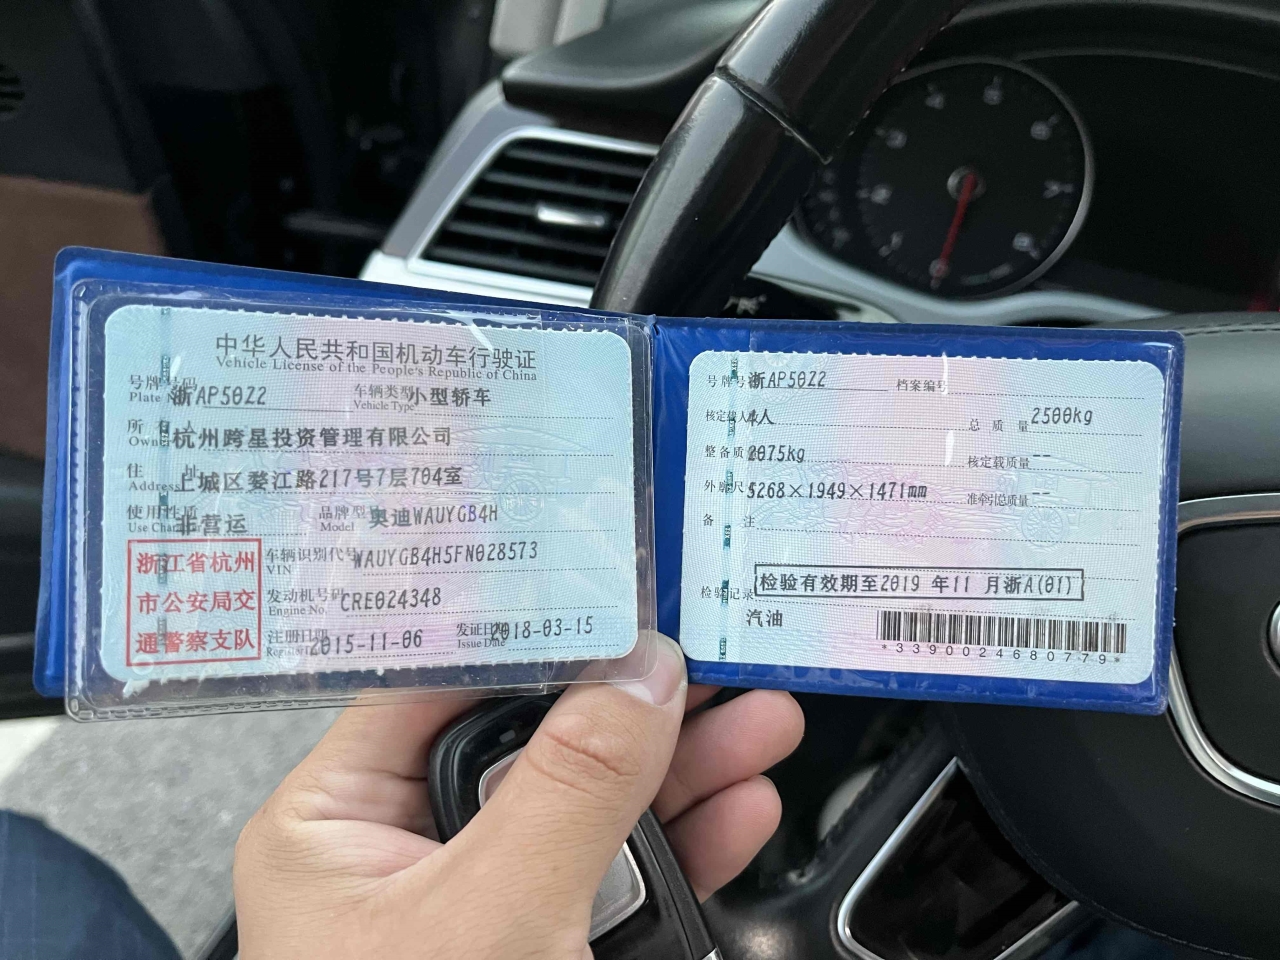 中华人民共和国机动车行驶证
Vehicle License of the People's Republic of China
号牌号码 浙AP50Z2 车辆类型 小型轿车
Plate No. Vehicle Type
所 人 杭州跨星投资管理有限公司
Owner
住 址 上城区婺江路217号7层704室
Address
使用性质 非营运 品牌型号 奥迪WAUYGB4H
Use Character Model
浙江省杭州
市公安局交
通警察支队
车辆识别代号 WAUYGB4H5FN028573
VIN
发动机号码 CRE024348
Engine No.
注册日期 2015-11-06 发证日期 2018-03-15
Register Issue Date
号牌号 浙AP50Z2 档案编号
核定载人 4人 总 质 量 2500kg
整备质 2075kg 核定载质量 --
外廓尺 5268×1949×1471mm 准牵引总质量 --
备 注
检验记录 检验有效期至2019 年11 月浙A(01)
汽油
*3390024680779*